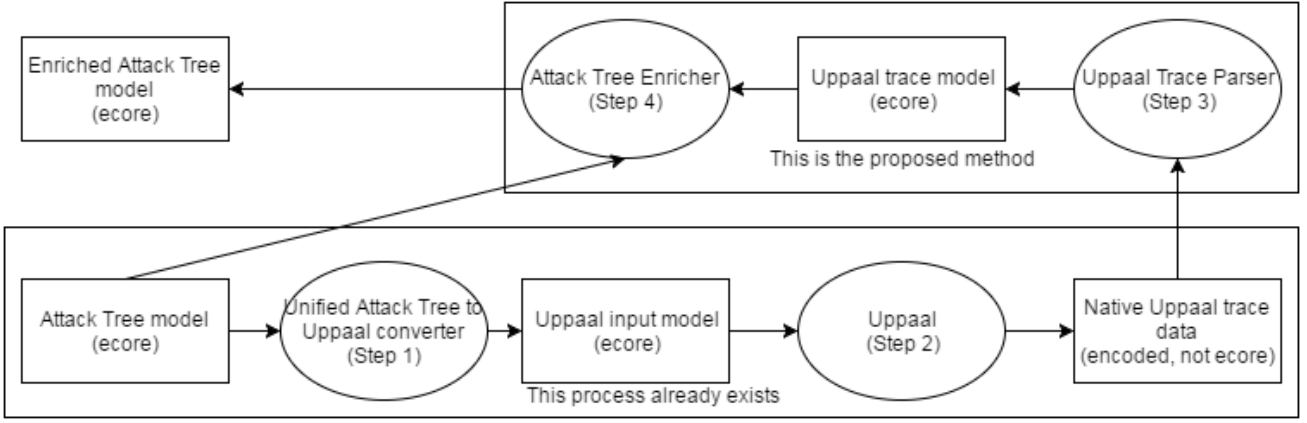 Enriched Attack Tree
model
(ecore)
Attack Tree Enricher
(Step 4)
Uppaal trace model
(ecore)
Uppaal Trace Parser
(Step 3)
This is the proposed method
Attack Tree model
(ecore)
Unified Attack Tree to
Uppaal converter
(Step 1)
Uppaal input model
(ecore)
Uppaal
(Step 2)
Native Uppaal trace
data
(encoded, not ecore)
This process already exists